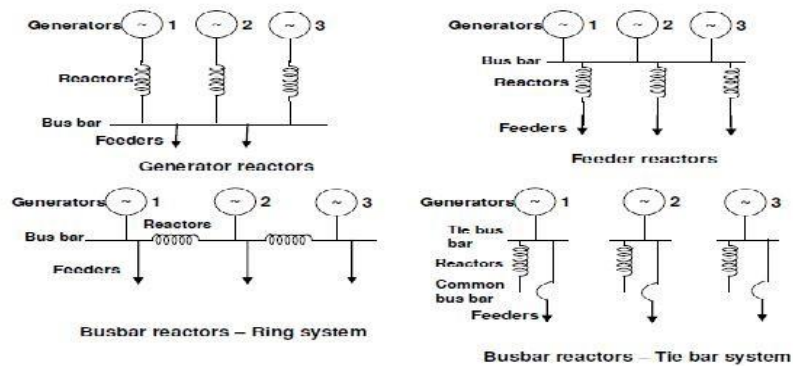 Generators ~ 1 ~ 2 ~ 3
Reactors
Bus bar
Feeders
Generator reactors
Generators ~ 1 ~ 2 ~ 3
Bus bar
Reactors
Feeders
Feeder reactors
Generators ~ 1 ~ 2 ~ 3
Reactors
Bus bar
Feeders
Busbar reactors – Ring system
Generators ~ 1 ~ 2 ~ 3
Tie bus
bar
Reactors
Common
bus bar
Feeders
Busbar reactors – Tie bar system